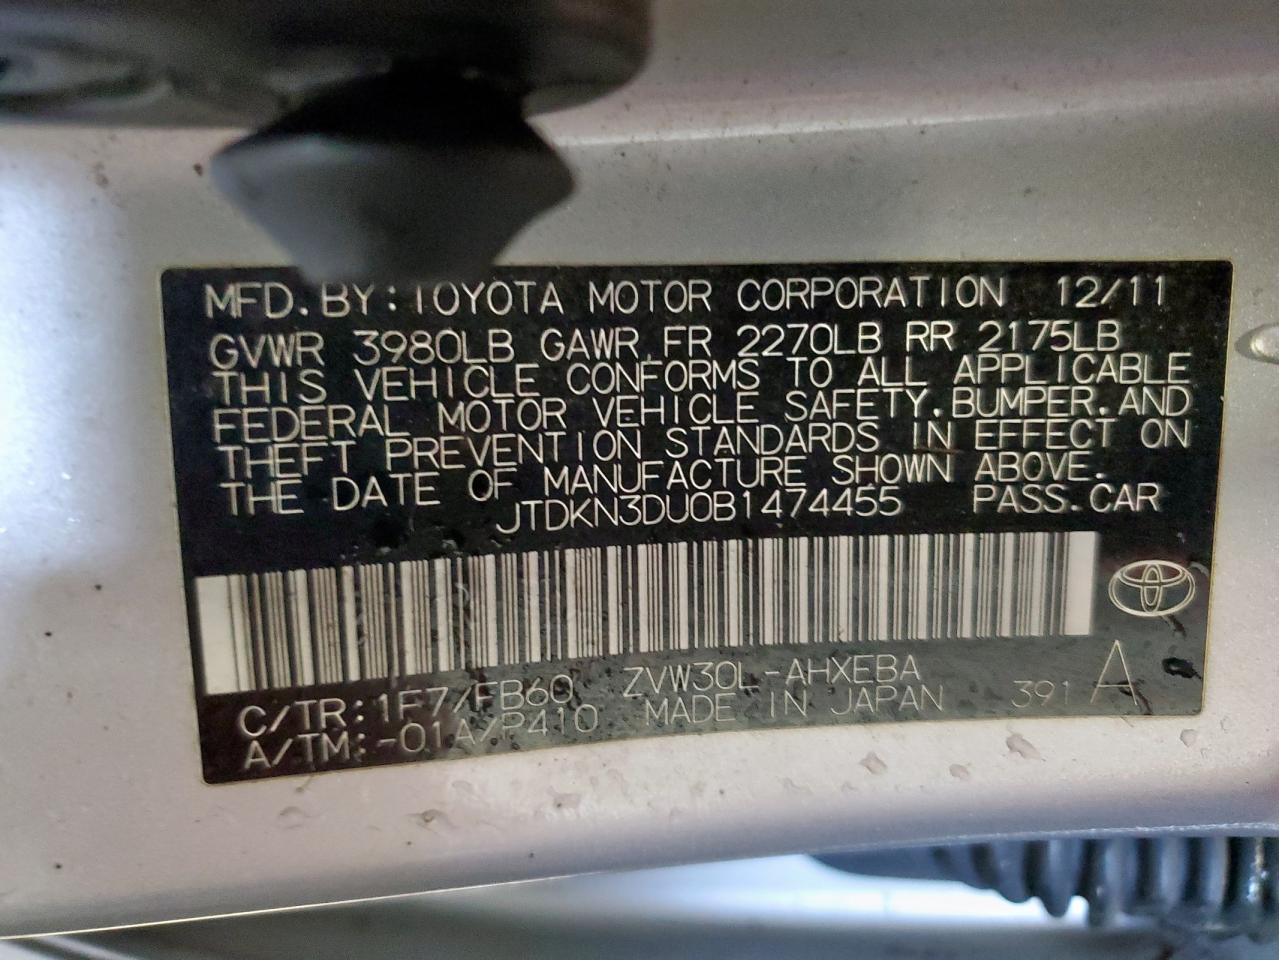 MFD. BY: TOYOTA MOTOR CORPORATION 12/11
GVWR 3980LB GAWR FR 2270LB RR 2175LB
THIS VEHICLE CONFORMS TO ALL APPLICABLE
FEDERAL MOTOR VEHICLE SAFETY, BUMPER, AND
THEFT PREVENTION STANDARDS IN EFFECT ON
THE DATE OF MANUFACTURE SHOWN ABOVE.
JTDKN3DU0B1474455 PASS. CAR
C/TR: 1F7/FB60 ZVW30L-AHXEBA
A/TM: -01A/P410 MADE IN JAPAN 391 A